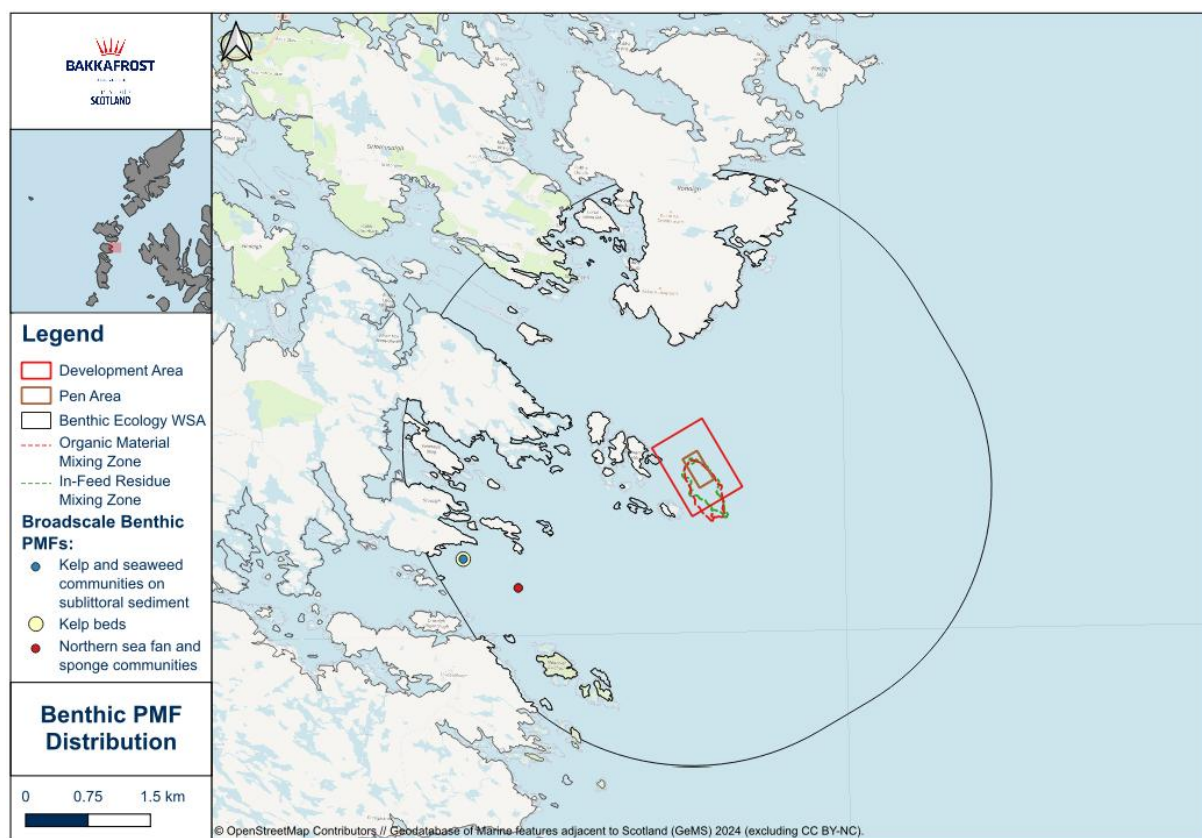 BAKKAFROST
SCOTLAND
Legend
Development Area
Pen Area
Benthic Ecology WSA
Organic Material
Mixing Zone
In-Feed Residue
Mixing Zone
Broadscale Benthic
PMFs:
Kelp and seaweed
communities on
sublittoral sediment
Kelp beds
Northern sea fan and
sponge communities
Benthic PMF
Distribution
0 0.75 1.5 km
© OpenStreetMap Contributors // Geodatabase of Marine features adjacent to Scotland (GeMS) 2024 (excluding CC BY-NC).